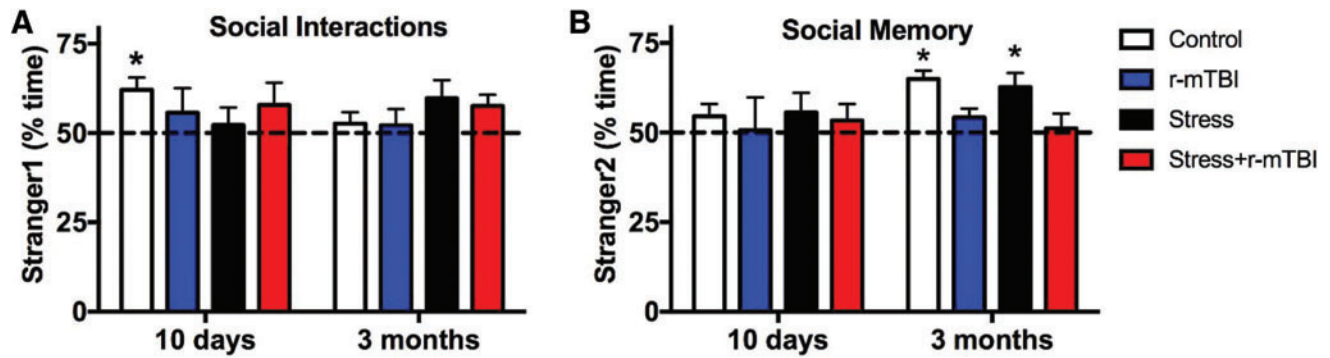 A
Social Interactions
Stranger1 (% time)
75
50
25
0
*
10 days
3 months
B
Social Memory
Stranger2 (% time)
75
50
25
0
*
*
10 days
3 months
Control
r-mTBI
Stress
Stress+r-mTBI